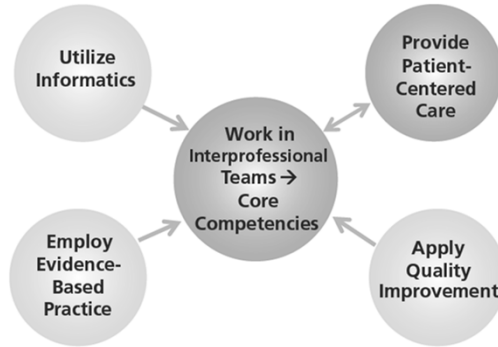 Utilize
Informatics
Provide
Patient-
Centered
Care
Work in
Interprofessional
Teams →
Core
Competencies
Employ
Evidence-
Based
Practice
Apply
Quality
Improvement